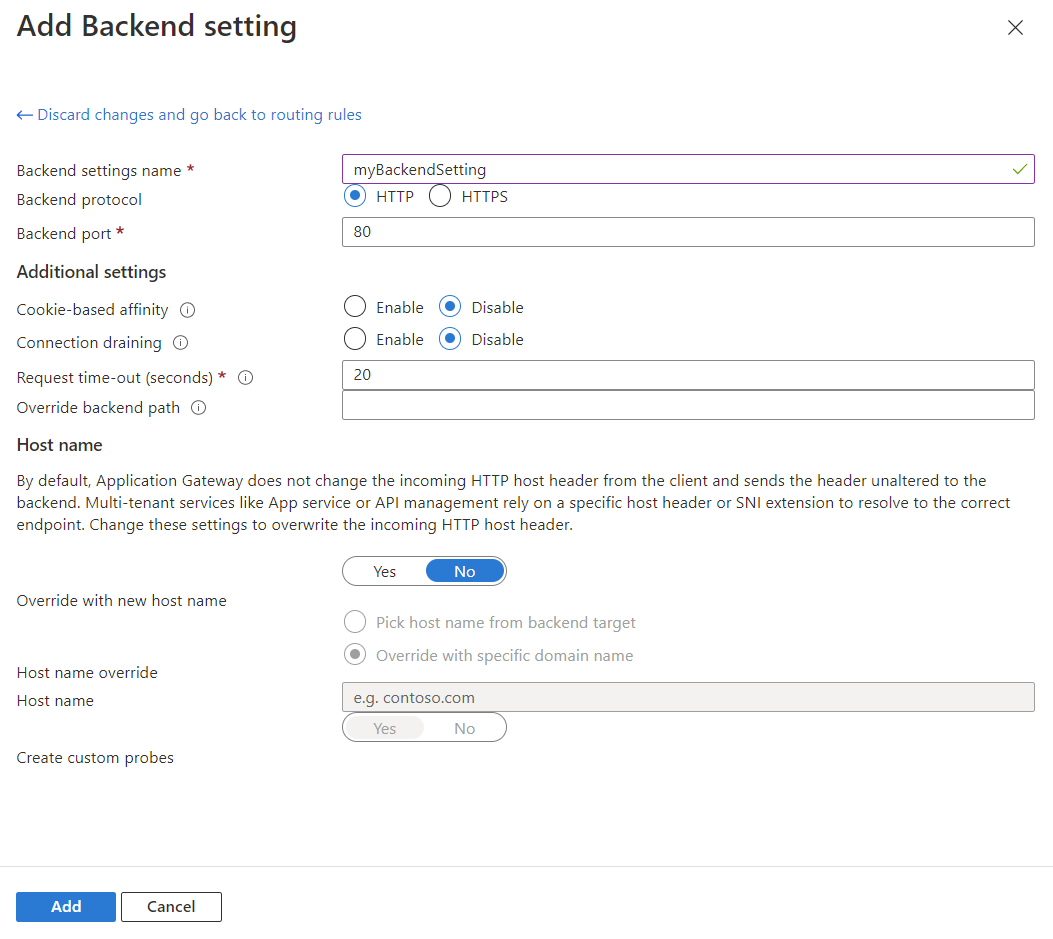 Add Backend setting
← Discard changes and go back to routing rules
Backend settings name * myBackendSetting
Backend protocol HTTP HTTPS
Backend port * 80
Additional settings
Cookie-based affinity Enable Disable
Connection draining Enable Disable
Request time-out (seconds) * 20
Override backend path
Host name
By default, Application Gateway does not change the incoming HTTP host header from the client and sends the header unaltered to the
backend. Multi-tenant services like App service or API management rely on a specific host header or SNI extension to resolve to the correct
endpoint. Change these settings to overwrite the incoming HTTP host header.
Yes No
Override with new host name
Pick host name from backend target
Override with specific domain name
Host name override
Host name e.g. contoso.com
Yes No
Create custom probes
Add Cancel